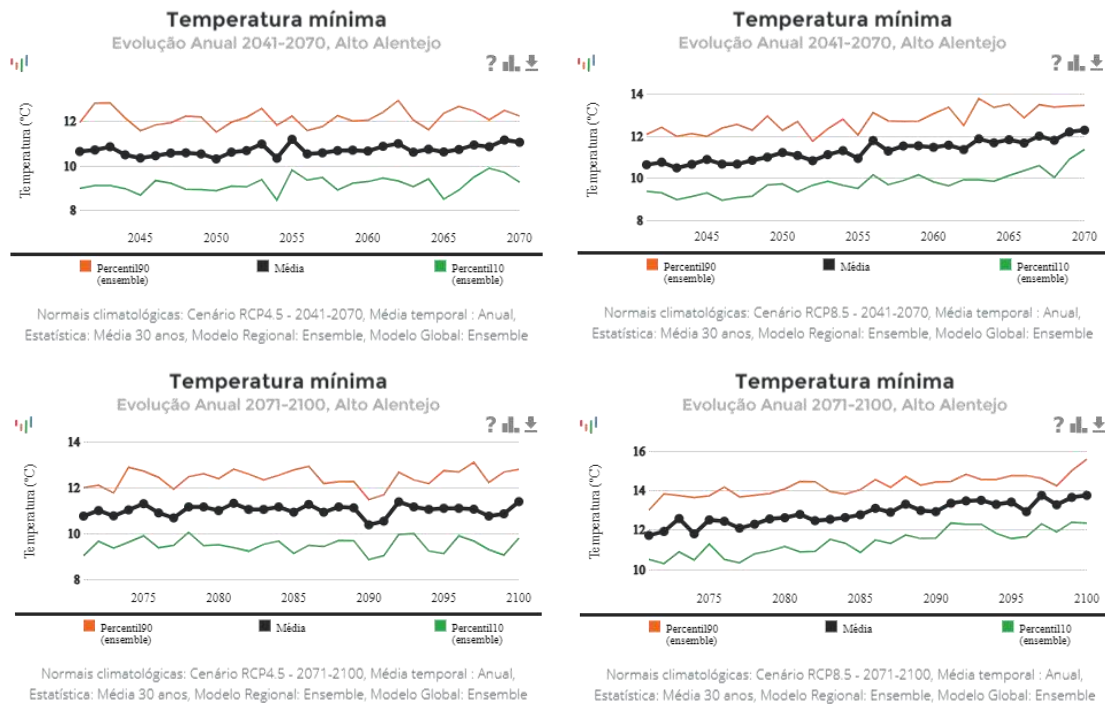 Temperatura mínima
Evolução Anual 2041-2070, Alto Alentejo
?
Temperatura (°C)
12
10
8
2045
2050
2055
2060
2065
2070
Percentil90
(ensemble)
Média
Percentil10
(ensemble)
Normais climatológicas: Cenário RCP4.5 - 2041-2070, Média temporal : Anual,
Estatística: Média 30 anos, Modelo Regional: Ensemble, Modelo Global: Ensemble
Temperatura mínima
Evolução Anual 2041-2070, Alto Alentejo
?
Temperatura (°C)
14
12
10
8
2045
2050
2055
2060
2065
2070
Percentil90
(ensemble)
Média
Percentil10
(ensemble)
Normais climatológicas: Cenário RCP8.5 - 2041-2070, Média temporal : Anual,
Estatística: Média 30 anos, Modelo Regional: Ensemble, Modelo Global: Ensemble
Temperatura mínima
Evolução Anual 2071-2100, Alto Alentejo
?
Temperatura (°C)
14
12
10
8
2075
2080
2085
2090
2095
2100
Percentil90
(ensemble)
Média
Percentil10
(ensemble)
Normais climatológicas: Cenário RCP4.5 - 2071-2100, Média temporal : Anual,
Estatística: Média 30 anos, Modelo Regional: Ensemble, Modelo Global: Ensemble
Temperatura mínima
Evolução Anual 2071-2100, Alto Alentejo
?
Temperatura (°C)
16
14
12
10
2075
2080
2085
2090
2095
2100
Percentil90
(ensemble)
Média
Percentil10
(ensemble)
Normais climatológicas: Cenário RCP8.5 - 2071-2100, Média temporal : Anual,
Estatística: Média 30 anos, Modelo Regional: Ensemble, Modelo Global: Ensemble